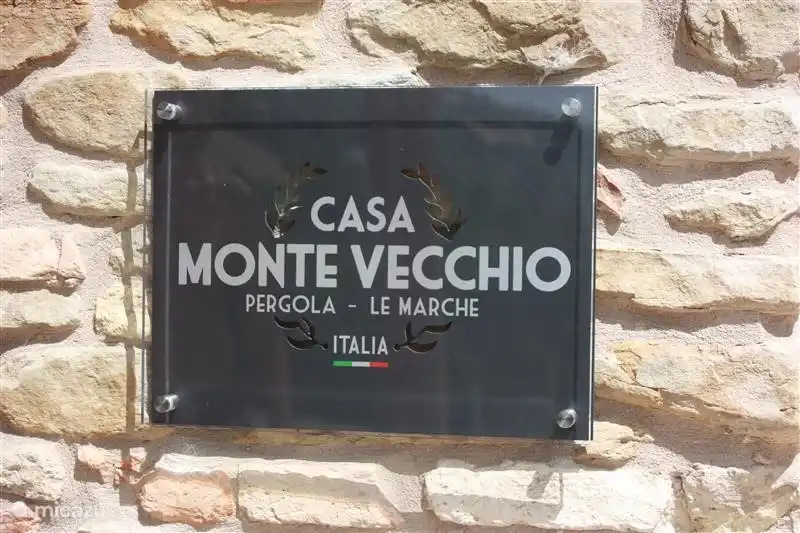 CASA
MONTE VECCHIO
PERGOLA - LE MARCHE
ITALIA